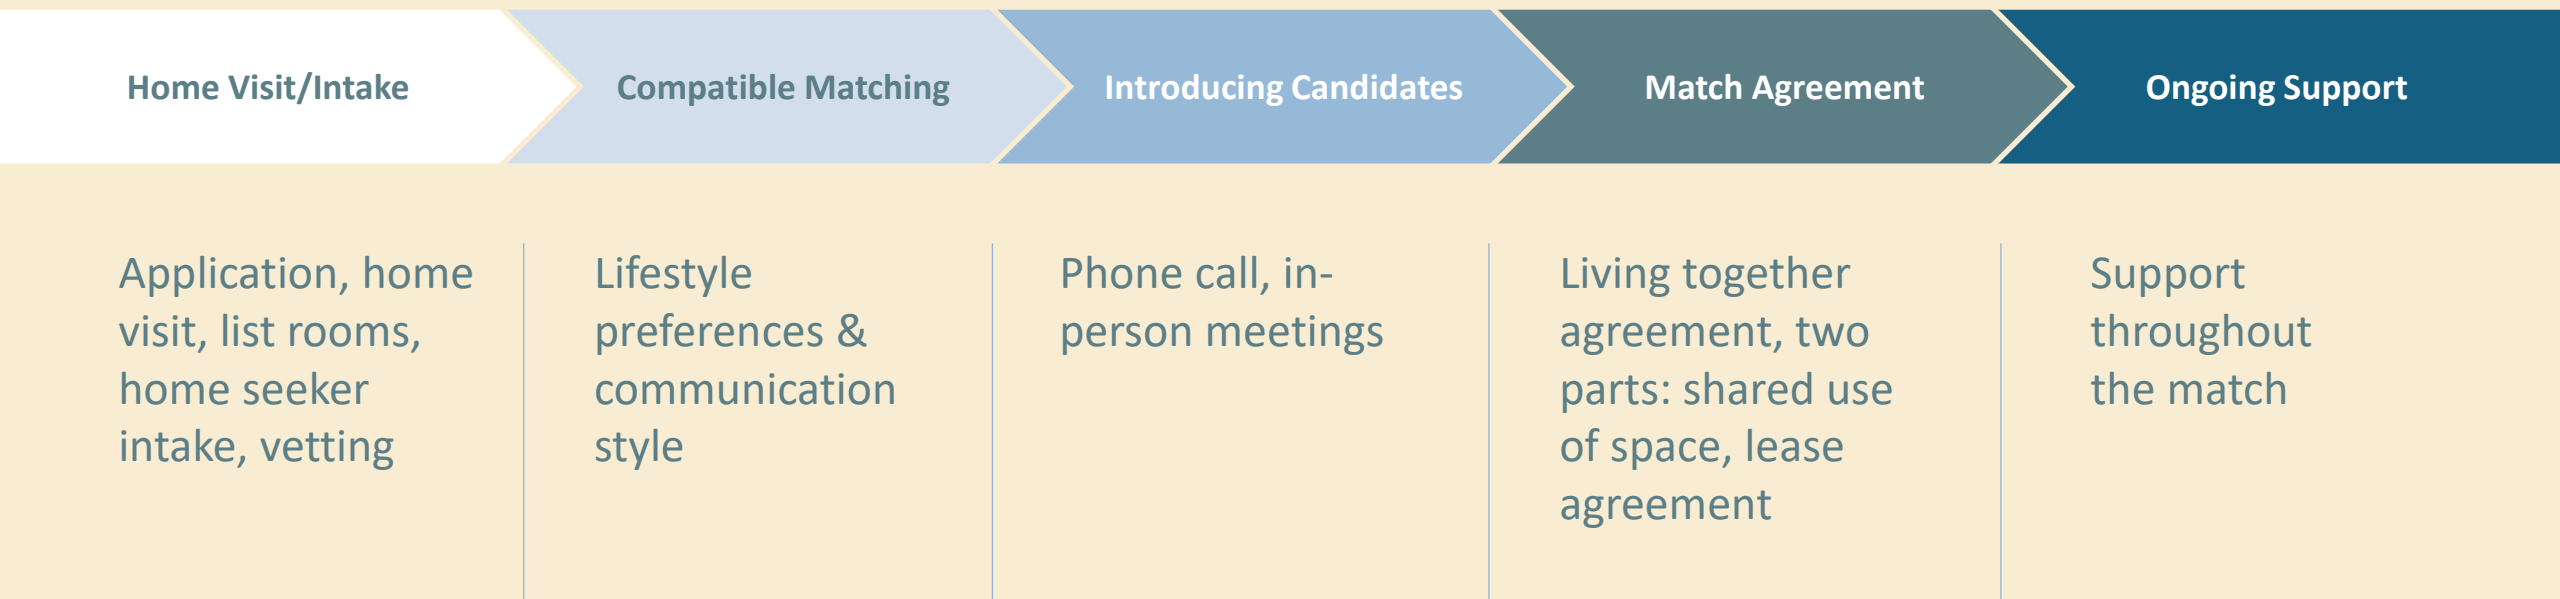 Home Visit/Intake
Compatible Matching
Introducing Candidates
Match Agreement
Ongoing Support
Application, home
visit, list rooms,
home seeker
intake, vetting
Lifestyle
preferences &
communication
style
Phone call, in-
person meetings
Living together
agreement, two
parts: shared use
of space, lease
agreement
Support
throughout
the match